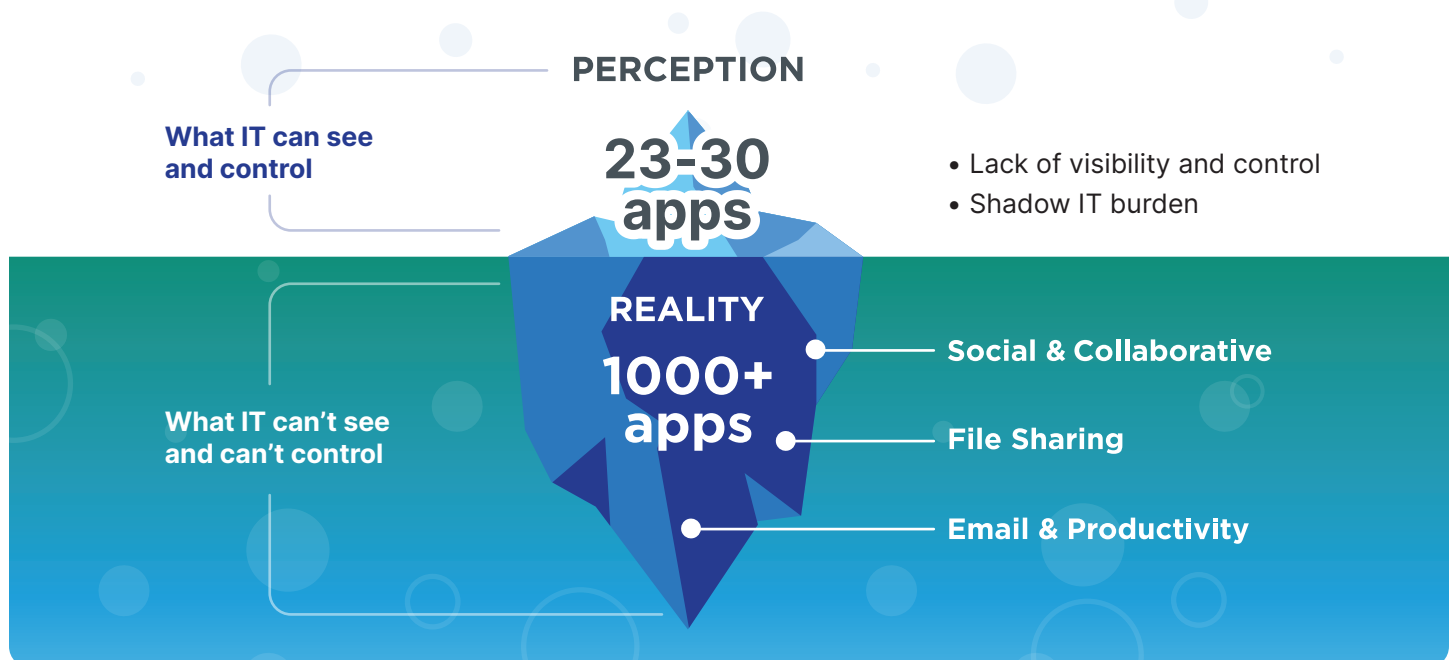 PERCEPTION
What IT can see
and control
23-30
apps
• Lack of visibility and control
• Shadow IT burden
REALITY
1000+
apps
What IT can’t see
and can’t control
Social & Collaborative
File Sharing
Email & Productivity